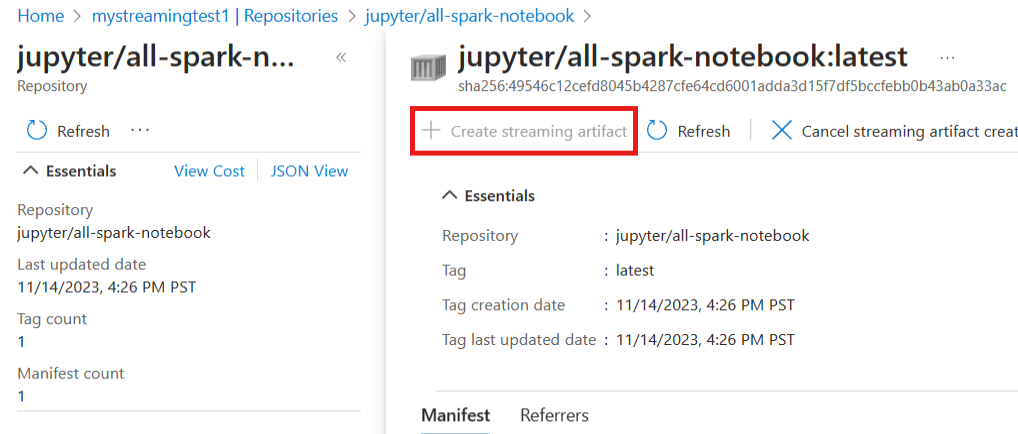 Home > mystreamingtest1 | Repositories > jupyter/all-spark-notebook >
jupyter/all-spark-n... «
Repository
Refresh ...
Essentials View Cost JSON View
Repository
jupyter/all-spark-notebook
Last updated date
11/14/2023, 4:26 PM PST
Tag count
1
Manifest count
1
jupyter/all-spark-notebook:latest ...
sha256:49546c12cefd8045b4287cfe64cd6001adda3d15f7df5bccfebb0b43ab0a33ac
+ Create streaming artifact Refresh Cancel streaming artifact creat
Essentials
Repository : jupyter/all-spark-notebook
Tag : latest
Tag creation date : 11/14/2023, 4:26 PM PST
Tag last updated date : 11/14/2023, 4:26 PM PST
Manifest Referrers